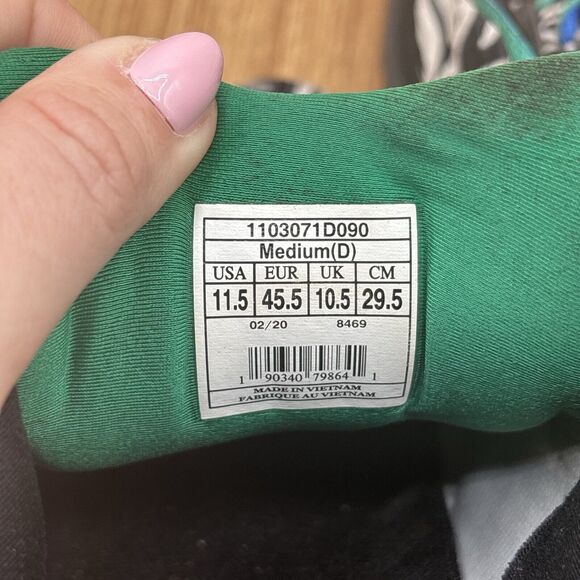 1103071D090
Medium(D)
USA EUR UK CM
11.5 45.5 10.5 29.5
02/20 8469
1 90340 79864 1
MADE IN VIETNAM
FABRIQUE AU VIETNAM